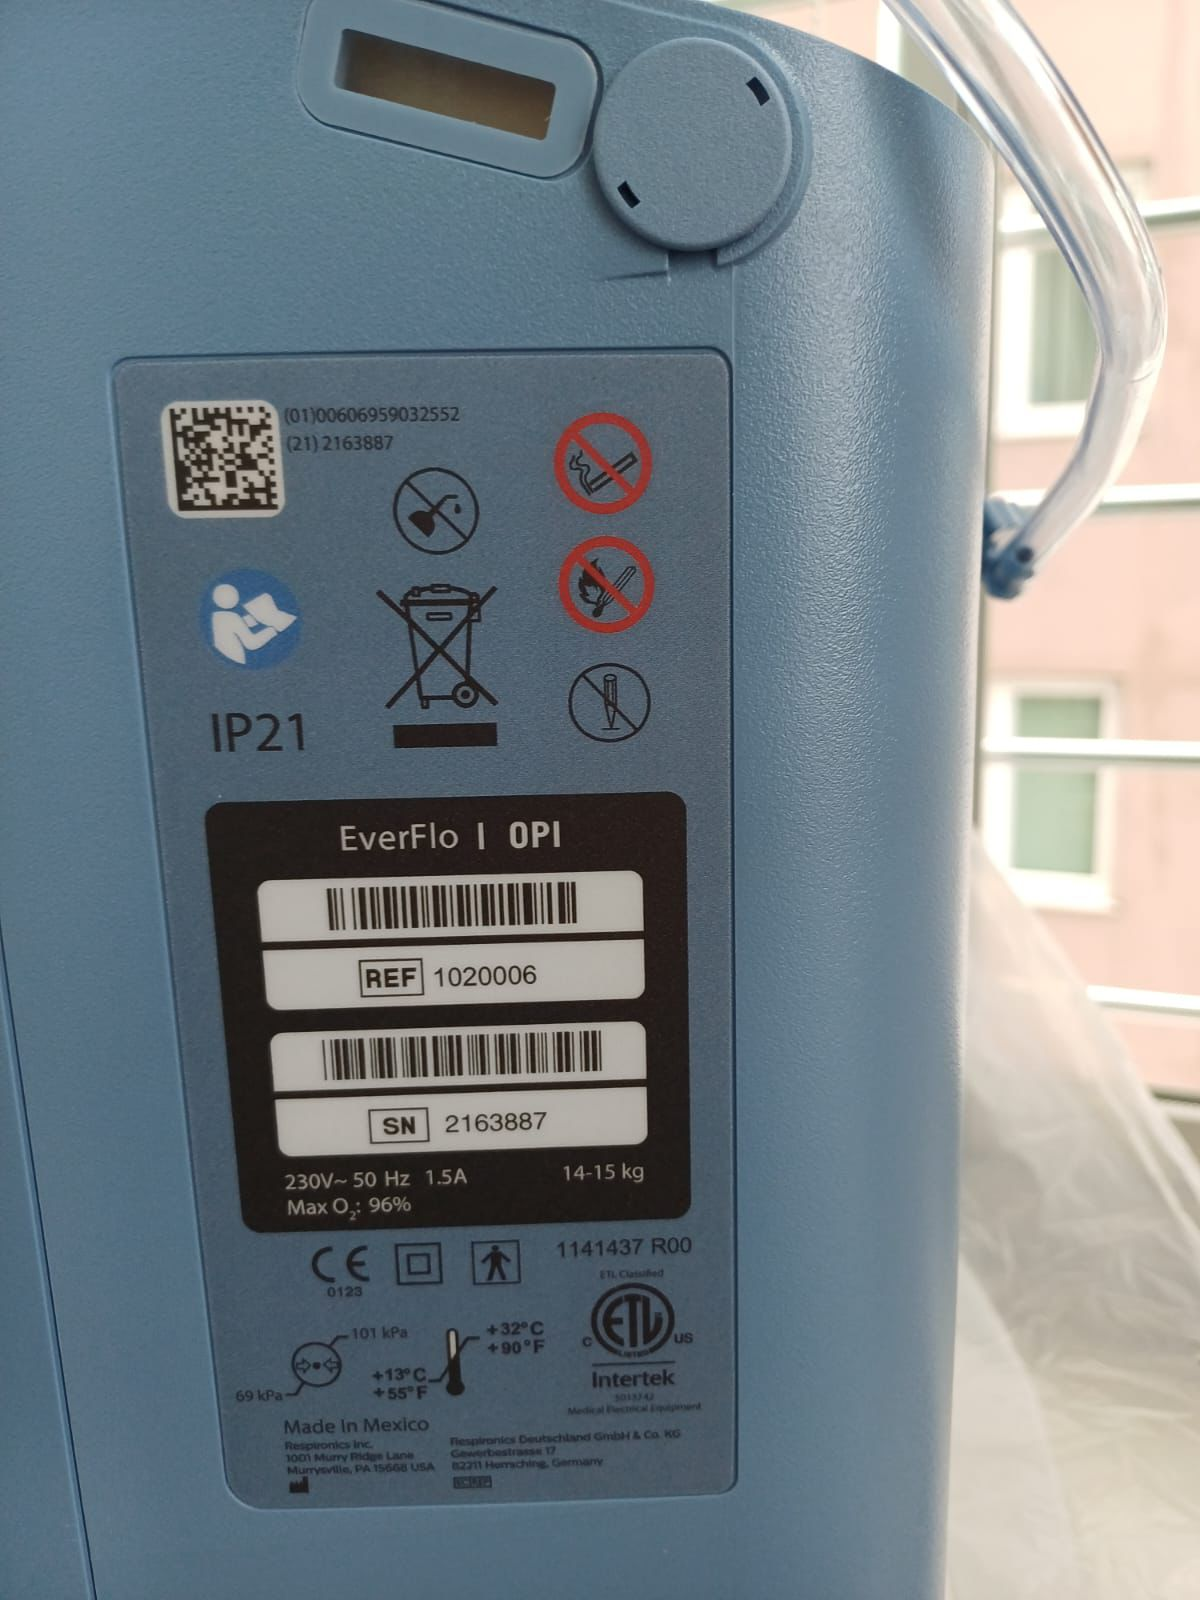 (01)00606959032552
(21) 2163887
IP21
EverFlo | OPI
REF 1020006
SN 2163887
230V~ 50 Hz 1.5A 14-15 kg
Max O₂: 96%
CE
0123
1141437 R00
ETL Classified
ETL
LISTED
C US
Intertek
Medical Electrical Equipment
101 kPa
69 kPa
+32°C
+90°F
+13°C
+55°F
Made In Mexico
Respironics Inc.
1001 Murry Ridge Lane
Murrysville, PA 15668 USA
Respironics Deutschland GmbH & Co. KG
Gewerbestrasse 17
82211 Herrsching, Germany
EC REP